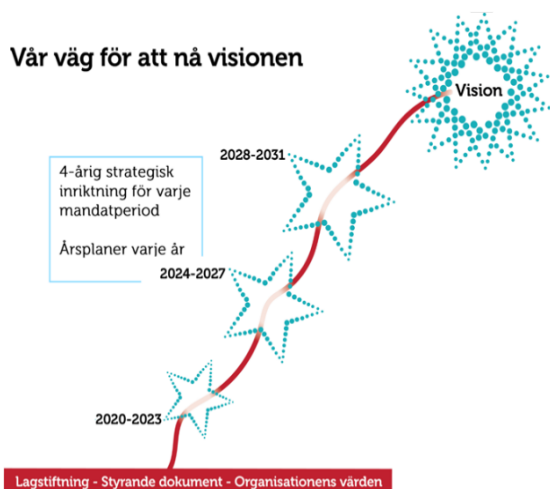 Vår väg för att nå visionen
Vision
2028-2031
4-årig strategisk
inriktning för varje
mandatperiod
Årsplaner varje år
2024-2027
2020-2023
Lagstiftning - Styrande dokument - Organisationens värden